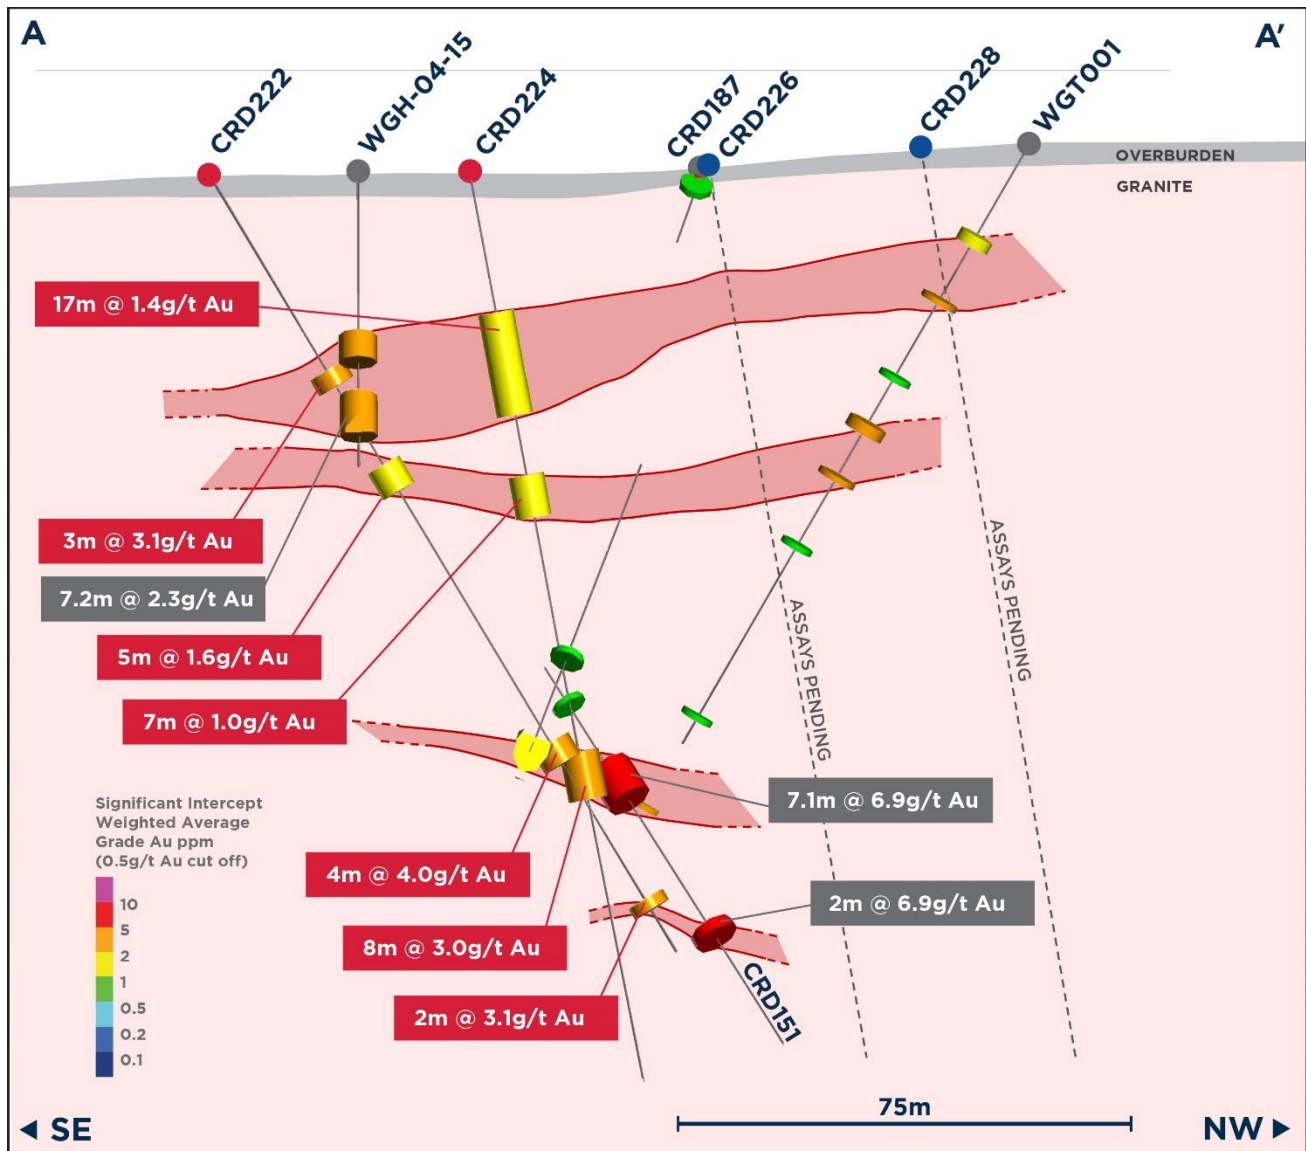 A
A'
CRD222
WGH-04-15
CRD224
CRD187
CRD226
CRD228
WGT001
OVERBURDEN
GRANITE
17m @ 1.4g/t Au
3m @ 3.1g/t Au
7.2m @ 2.3g/t Au
5m @ 1.6g/t Au
7m @ 1.0g/t Au
ASSAYS PENDING
ASSAYS PENDING
7.1m @ 6.9g/t Au
4m @ 4.0g/t Au
2m @ 6.9g/t Au
8m @ 3.0g/t Au
2m @ 3.1g/t Au
CRD151
Significant Intercept
Weighted Average
Grade Au ppm
(0.5g/t Au cut off)
10
5
2
1
0.5
0.2
0.1
75m
◄ SE
NW ►